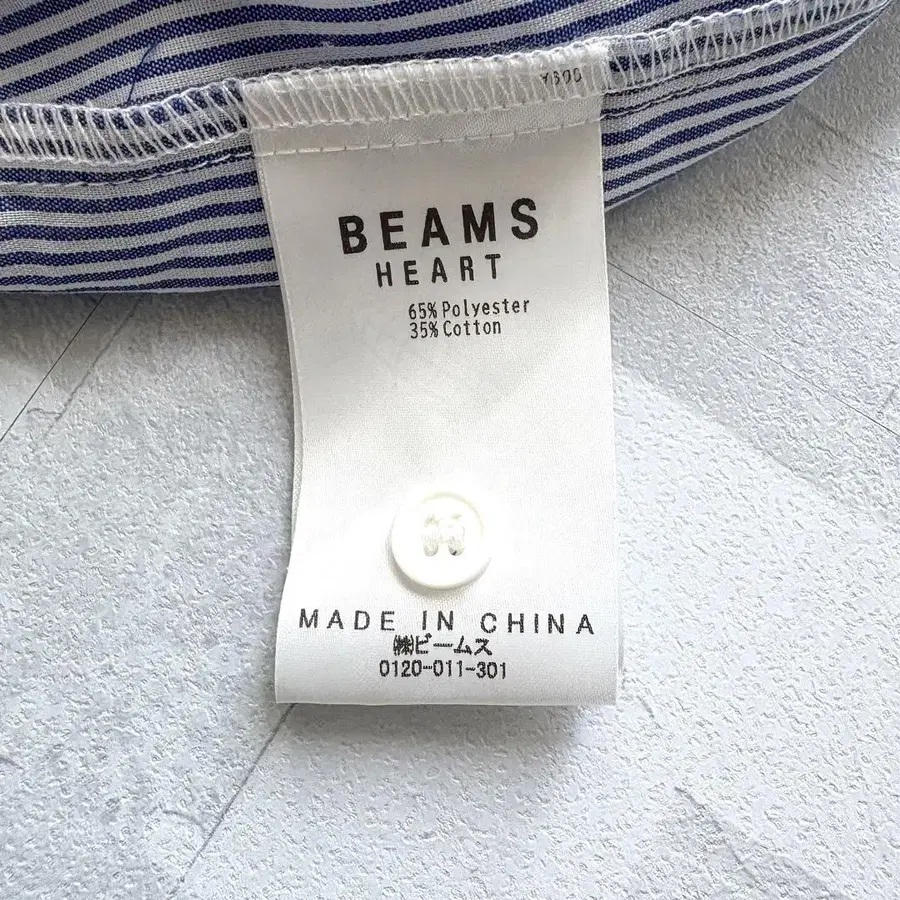 BEAMS
HEART
65% Polyester
35% Cotton
MADE IN CHINA
㈱ビームス
0120-011-301